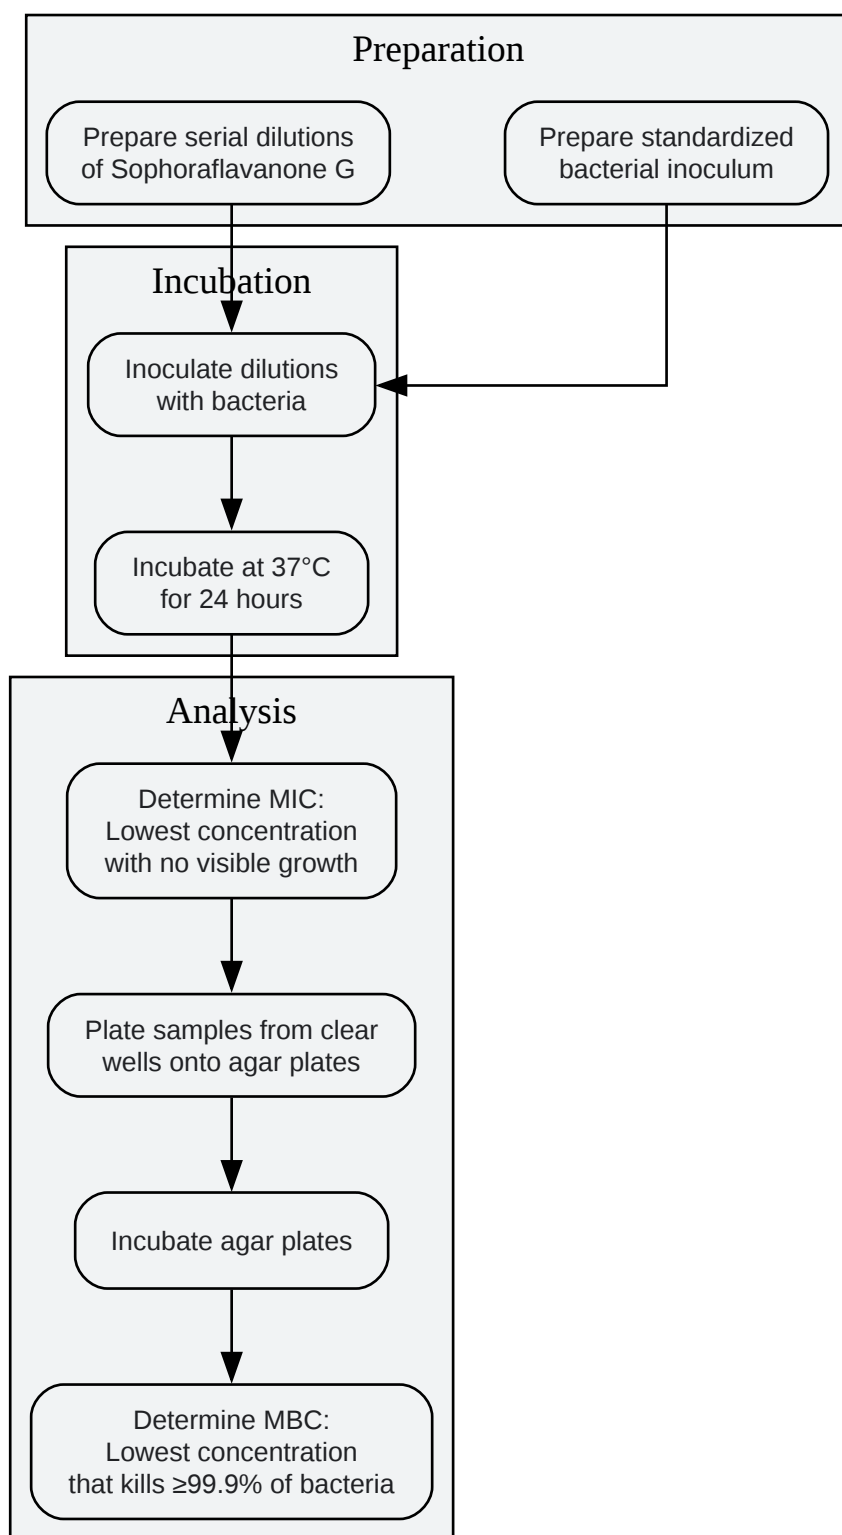 Preparation
Prepare serial dilutions
of Sophoraflavanone G
Prepare standardized
bacterial inoculum
Incubation
Inoculate dilutions
with bacteria
Incubate at 37°C
for 24 hours
Analysis
Determine MIC:
Lowest concentration
with no visible growth
Plate samples from clear
wells onto agar plates
Incubate agar plates
Determine MBC:
Lowest concentration
that kills ≥99.9% of bacteria